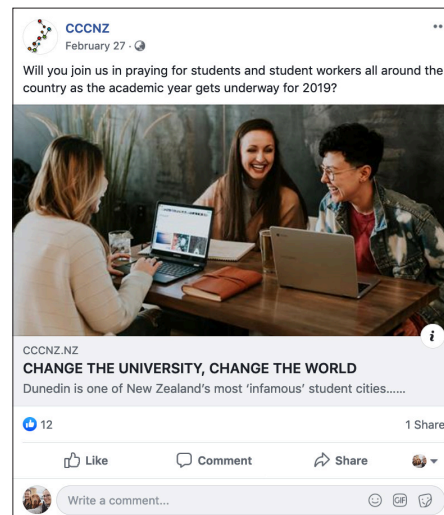 CCCNZ
February 27 ·
Will you join us in praying for students and student workers all around the
country as the academic year gets underway for 2019?
i
CCCNZ.NZ
CHANGE THE UNIVERSITY, CHANGE THE WORLD
Dunedin is one of New Zealand's most 'infamous' student cities......
12
1 Share
Like
Comment
Share
Write a comment...
GIF